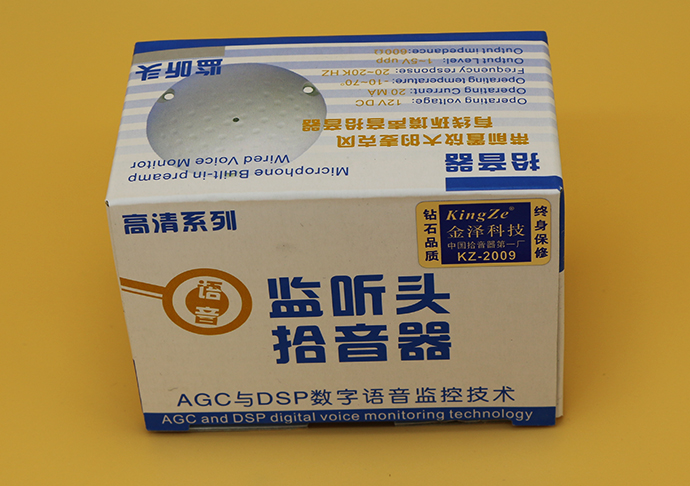 监听头
Output impedance: 600Ω
Output Level: 1~5V upp
Frequency response: 20~20K HZ
Operating temperature: -10~70°
Operating Current: 20 MA
Operating voltage: 12V DC
有线环境声音拾音器
带前置放大的麦克风
拾音器
Wired Voice Monitor
Microphone Built-in preamp
高清系列
钻石品质
KingZe®
金泽科技
中国拾音器第一厂
KZ-2009
终身保修
语音
监听头
拾音器
AGC与DSP数字语音监控技术
AGC and DSP digital voice monitoring technology